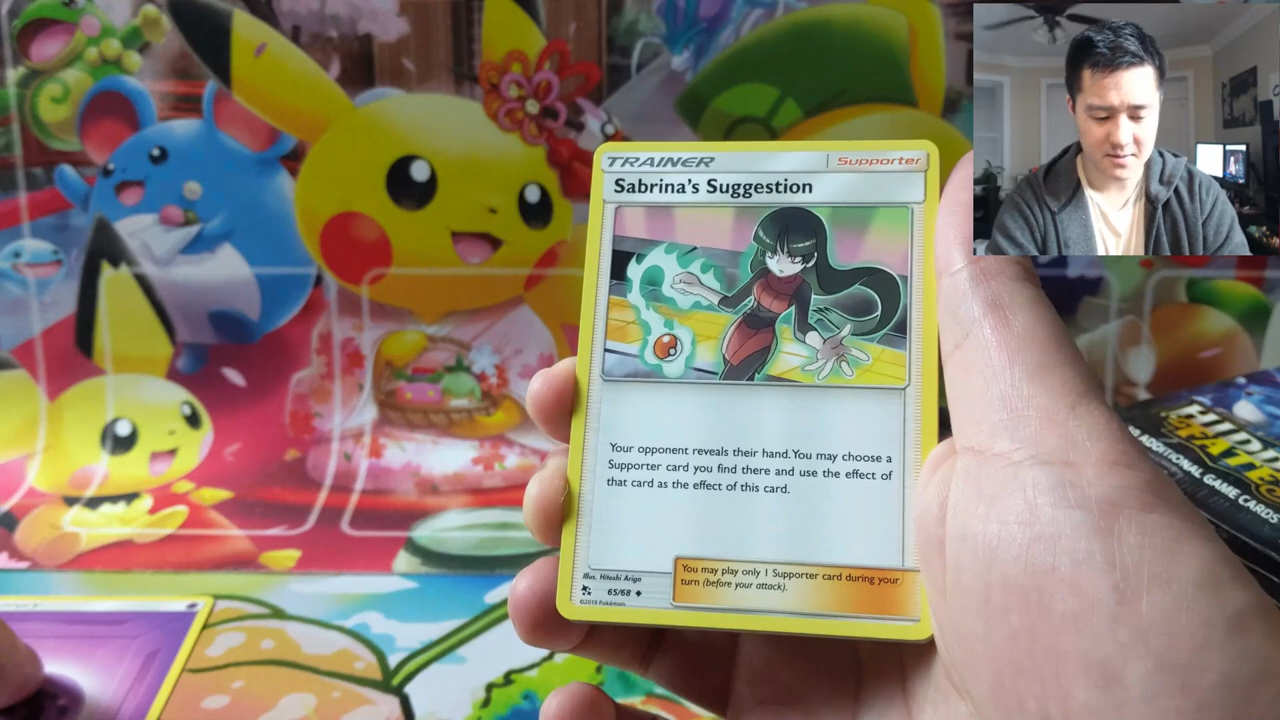 TRAINER
Supporter
Sabrina's Suggestion
Your opponent reveals their hand. You may choose a
Supporter card you find there and use the effect of
that card as the effect of this card.
You may play only 1 Supporter card during your
turn (before your attack).
Illus. Hitoshi Ariga
65/68
©2019 Pokémon
ADDITIONAL GAME CARDS